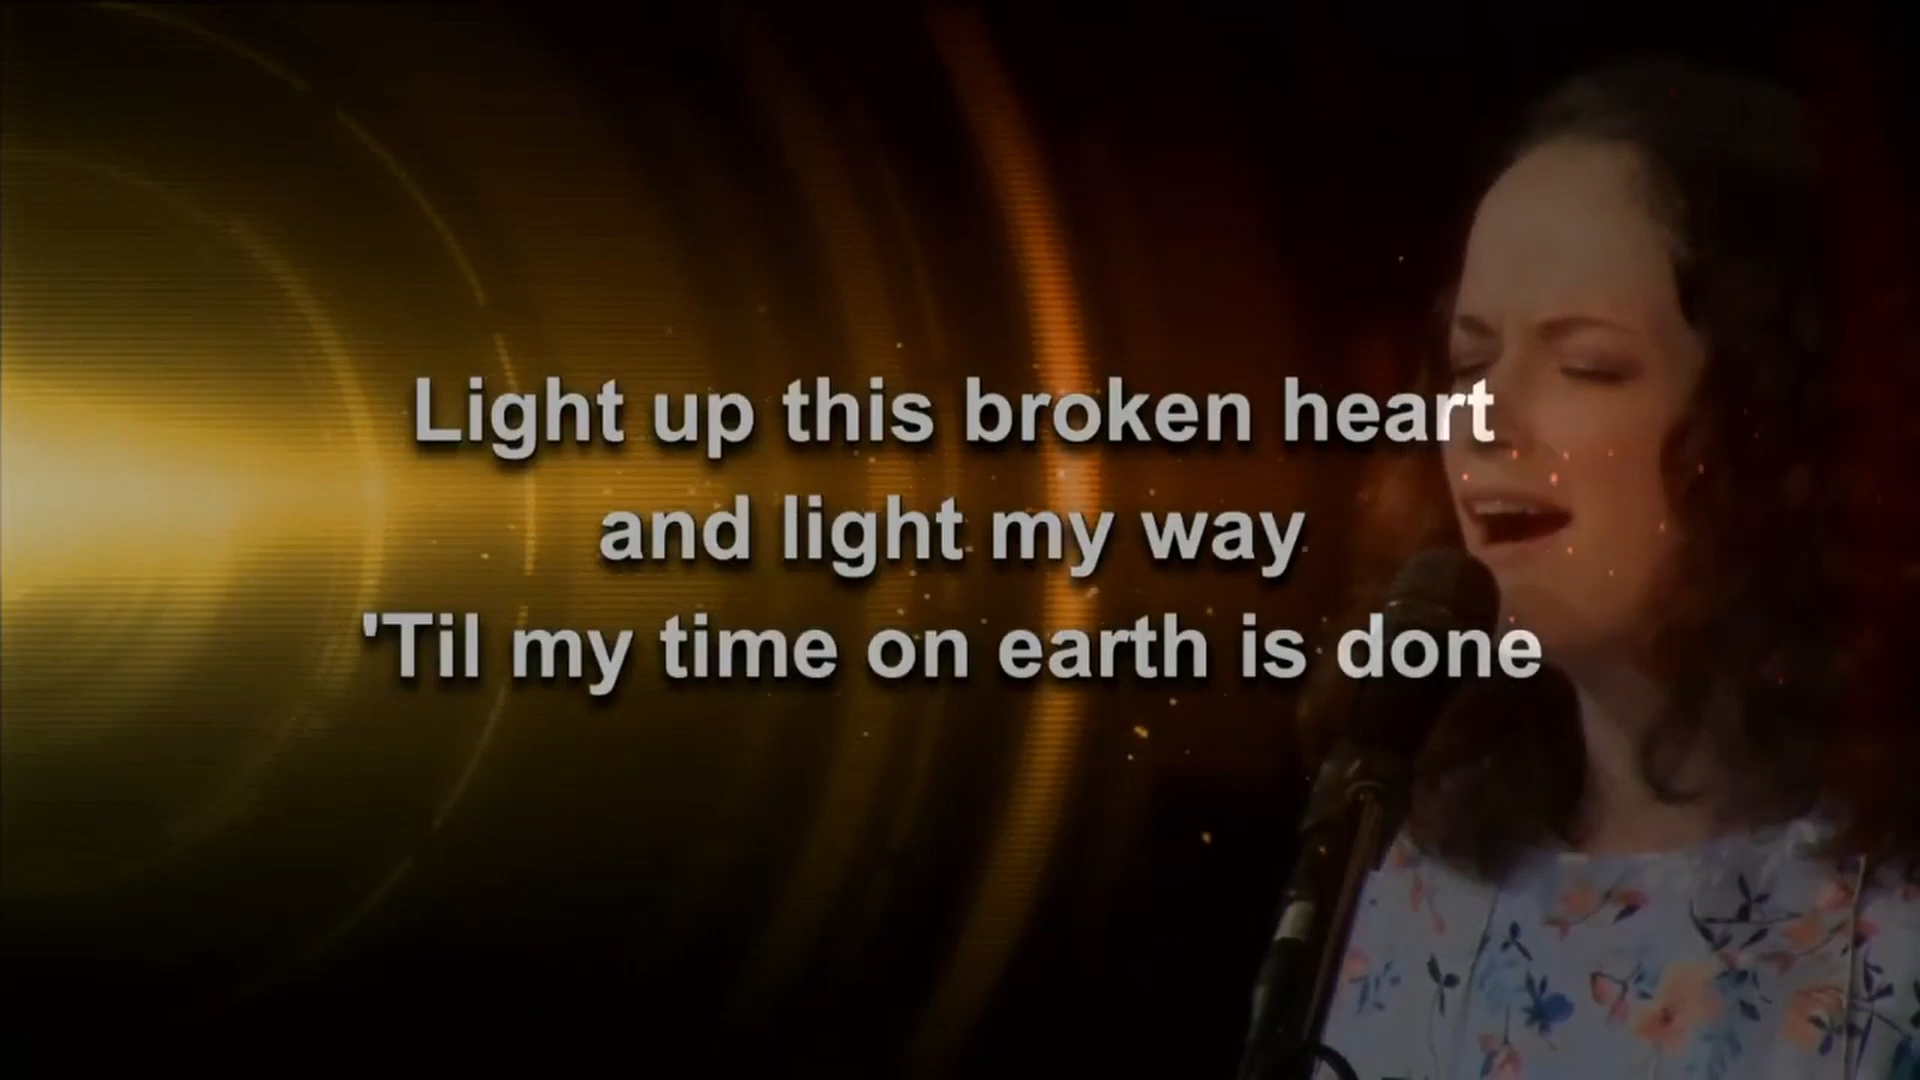 Light up this broken heart
and light my way
'Til my time on earth is done